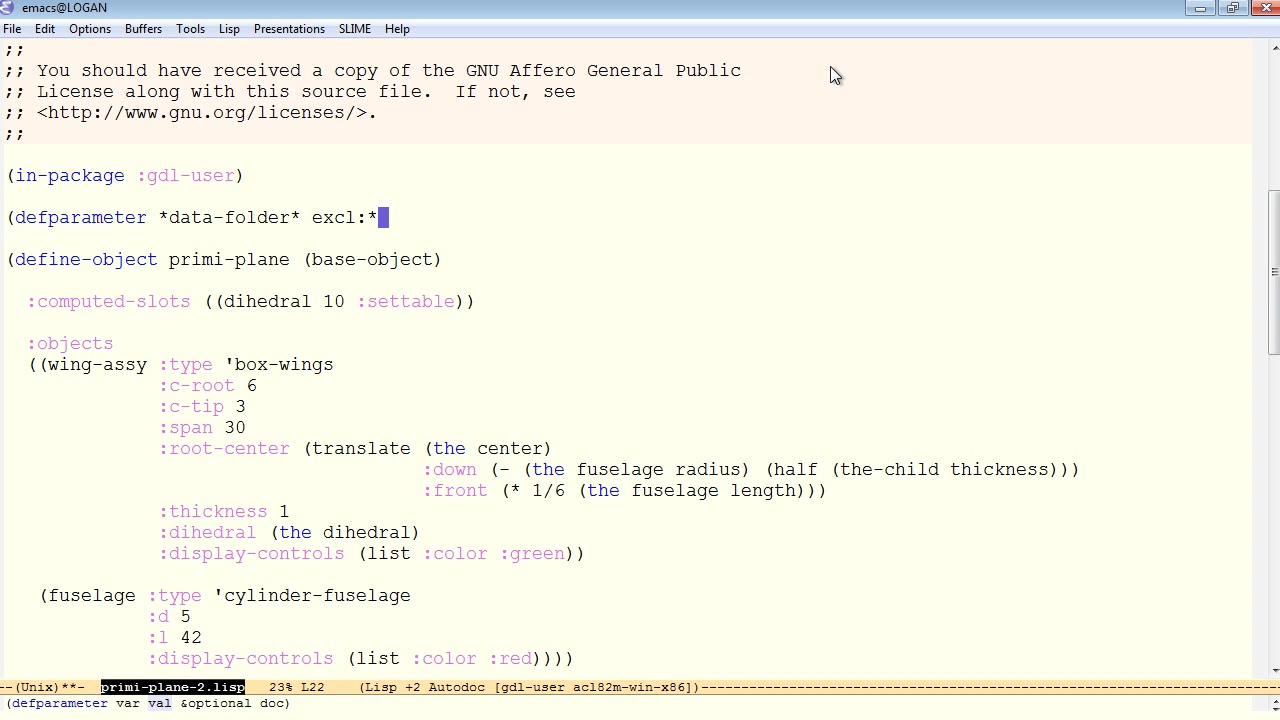 emacs@LOGAN
File Edit Options Buffers Tools Lisp Presentations SLIME Help
;;
;; You should have received a copy of the GNU Affero General Public
;; License along with this source file.  If not, see
;; <http://www.gnu.org/licenses/>.
;;
(in-package :gdl-user)
(defparameter *data-folder* excl:*
(define-object primi-plane (base-object)
  :computed-slots ((dihedral 10 :settable))
  :objects
  ((wing-assy :type 'box-wings
              :c-root 6
              :c-tip 3
              :span 30
              :root-center (translate (the center)
                                      :down (- (the fuselage radius) (half (the-child thickness)))
                                      :front (* 1/6 (the fuselage length)))
              :thickness 1
              :dihedral (the dihedral)
              :display-controls (list :color :green))
   (fuselage :type 'cylinder-fuselage
             :d 5
             :l 42
             :display-controls (list :color :red))))
--(Unix)**-  primi-plane-2.lisp   23% L22    (Lisp +2 Autodoc [gdl-user acl82m-win-x86])--------------------------------------------------
(defparameter var val &optional doc)